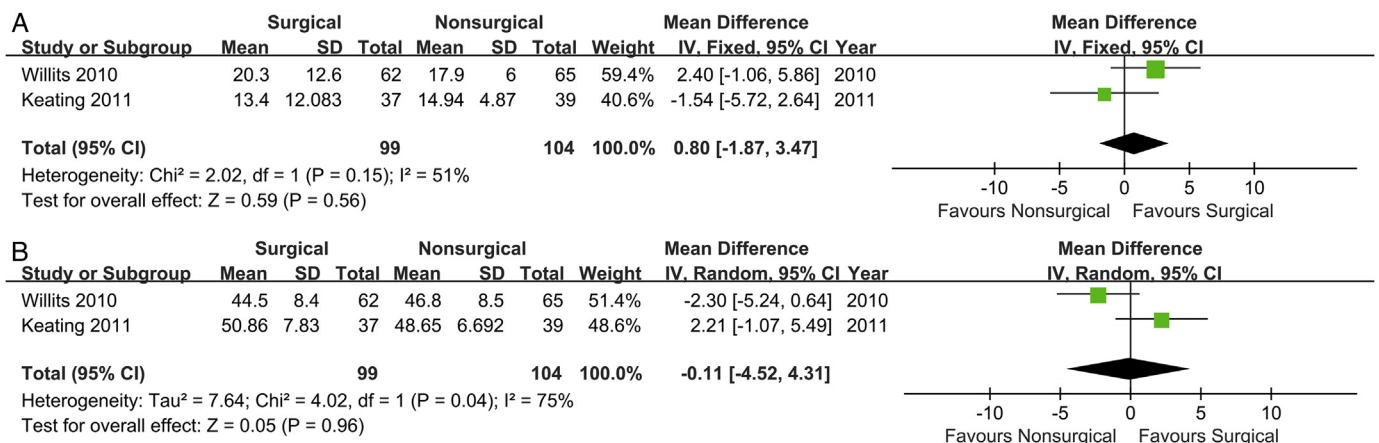 A
Surgical Nonsurgical Mean Difference Mean Difference
Study or Subgroup Mean SD Total Mean SD Total Weight IV, Fixed, 95% CI Year IV, Fixed, 95% CI
Willits 2010 20.3 12.6 62 17.9 6 65 59.4% 2.40 [-1.06, 5.86] 2010
Keating 2011 13.4 12.083 37 14.94 4.87 39 40.6% -1.54 [-5.72, 2.64] 2011
Total (95% CI) 99 104 100.0% 0.80 [-1.87, 3.47]
Heterogeneity: Chi² = 2.02, df = 1 (P = 0.15); I² = 51%
Test for overall effect: Z = 0.59 (P = 0.56)
-10 -5 0 5 10
Favours Nonsurgical Favours Surgical
B
Surgical Nonsurgical Mean Difference Mean Difference
Study or Subgroup Mean SD Total Mean SD Total Weight IV, Random, 95% CI Year IV, Random, 95% CI
Willits 2010 44.5 8.4 62 46.8 8.5 65 51.4% -2.30 [-5.24, 0.64] 2010
Keating 2011 50.86 7.83 37 48.65 6.692 39 48.6% 2.21 [-1.07, 5.49] 2011
Total (95% CI) 99 104 100.0% -0.11 [-4.52, 4.31]
Heterogeneity: Tau² = 7.64; Chi² = 4.02, df = 1 (P = 0.04); I² = 75%
Test for overall effect: Z = 0.05 (P = 0.96)
-10 -5 0 5 10
Favours Nonsurgical Favours Surgical